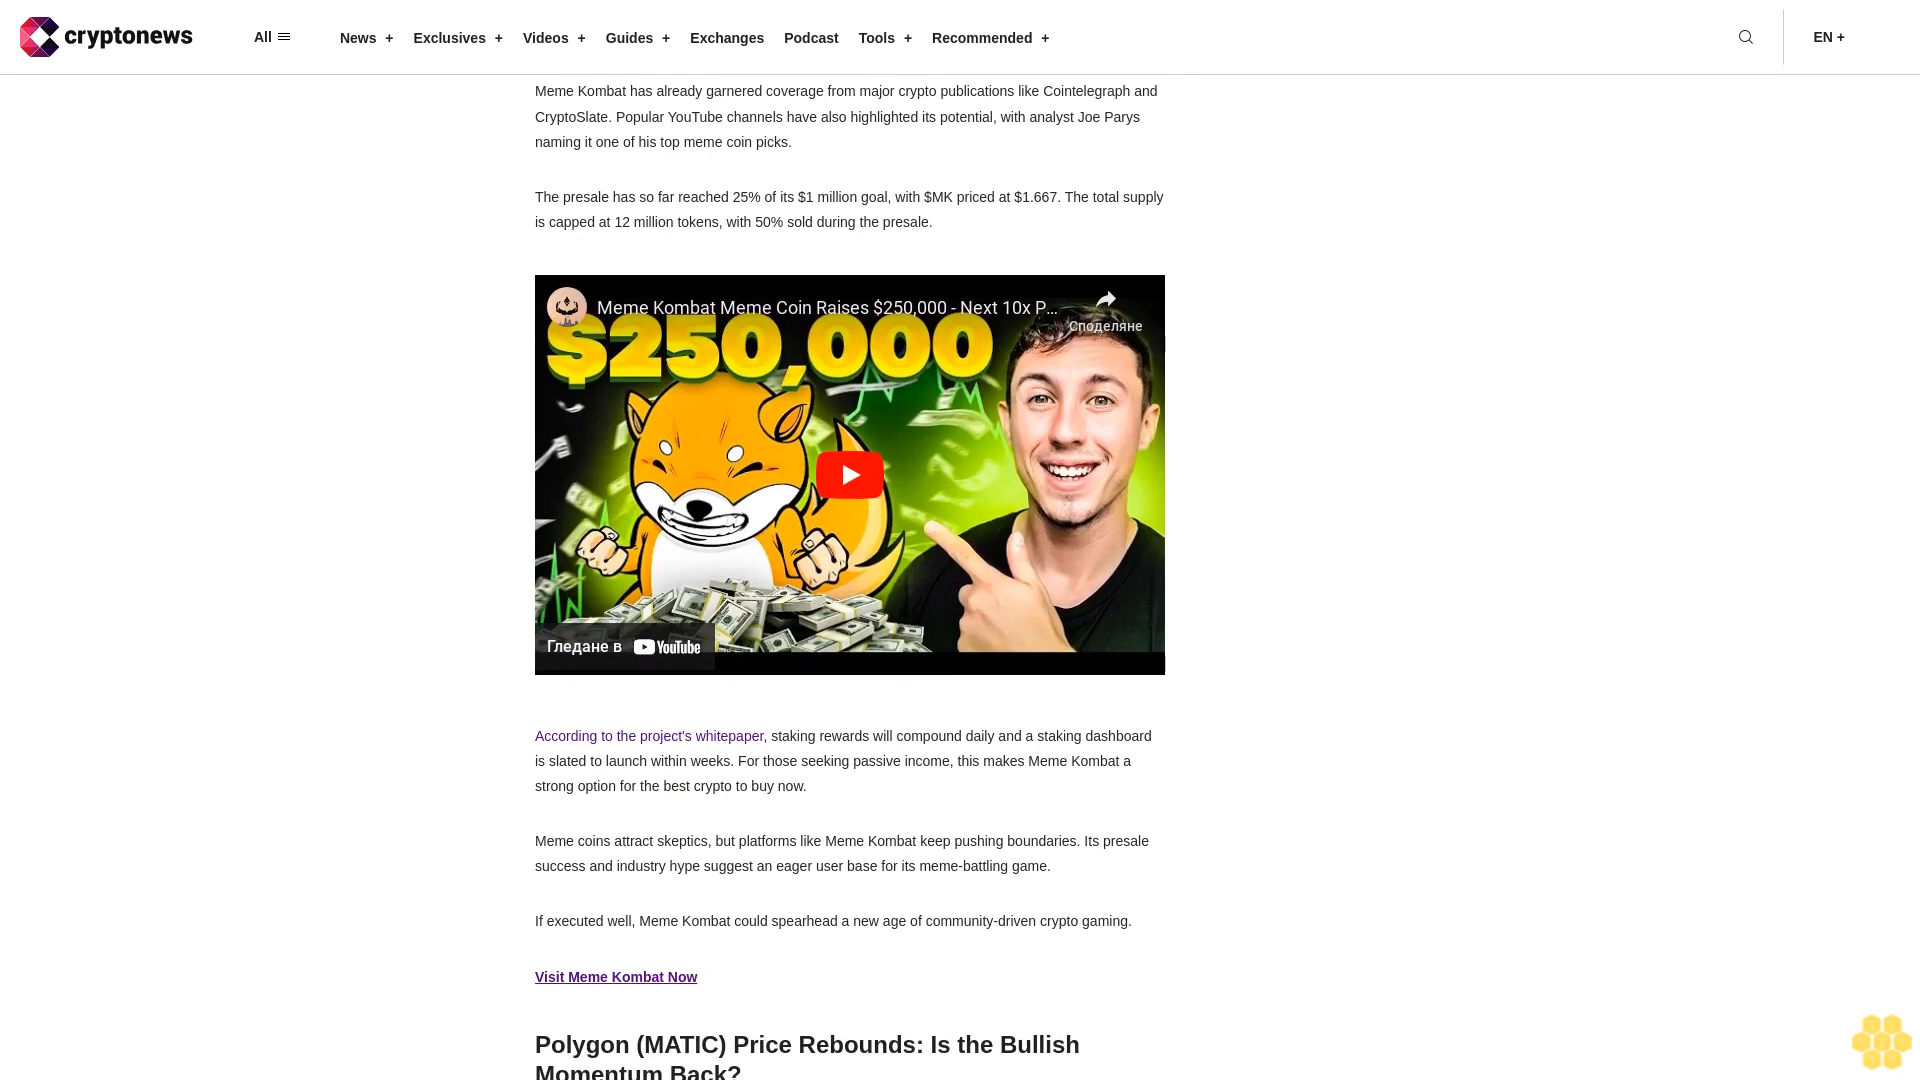 cryptonews
All
News +
Exclusives +
Videos +
Guides +
Exchanges
Podcast
Tools +
Recommended +
EN +
Meme Kombat has already garnered coverage from major crypto publications like Cointelegraph and
CryptoSlate. Popular YouTube channels have also highlighted its potential, with analyst Joe Parys
naming it one of his top meme coin picks.
The presale has so far reached 25% of its $1 million goal, with $MK priced at $1.667. The total supply
is capped at 12 million tokens, with 50% sold during the presale.
Meme Kombat Meme Coin Raises $250,000 - Next 10x P...
Споделяне
$250,000
Гледане в YouTube
According to the project's whitepaper, staking rewards will compound daily and a staking dashboard
is slated to launch within weeks. For those seeking passive income, this makes Meme Kombat a
strong option for the best crypto to buy now.
Meme coins attract skeptics, but platforms like Meme Kombat keep pushing boundaries. Its presale
success and industry hype suggest an eager user base for its meme-battling game.
If executed well, Meme Kombat could spearhead a new age of community-driven crypto gaming.
Visit Meme Kombat Now
Polygon (MATIC) Price Rebounds: Is the Bullish
Momentum Back?